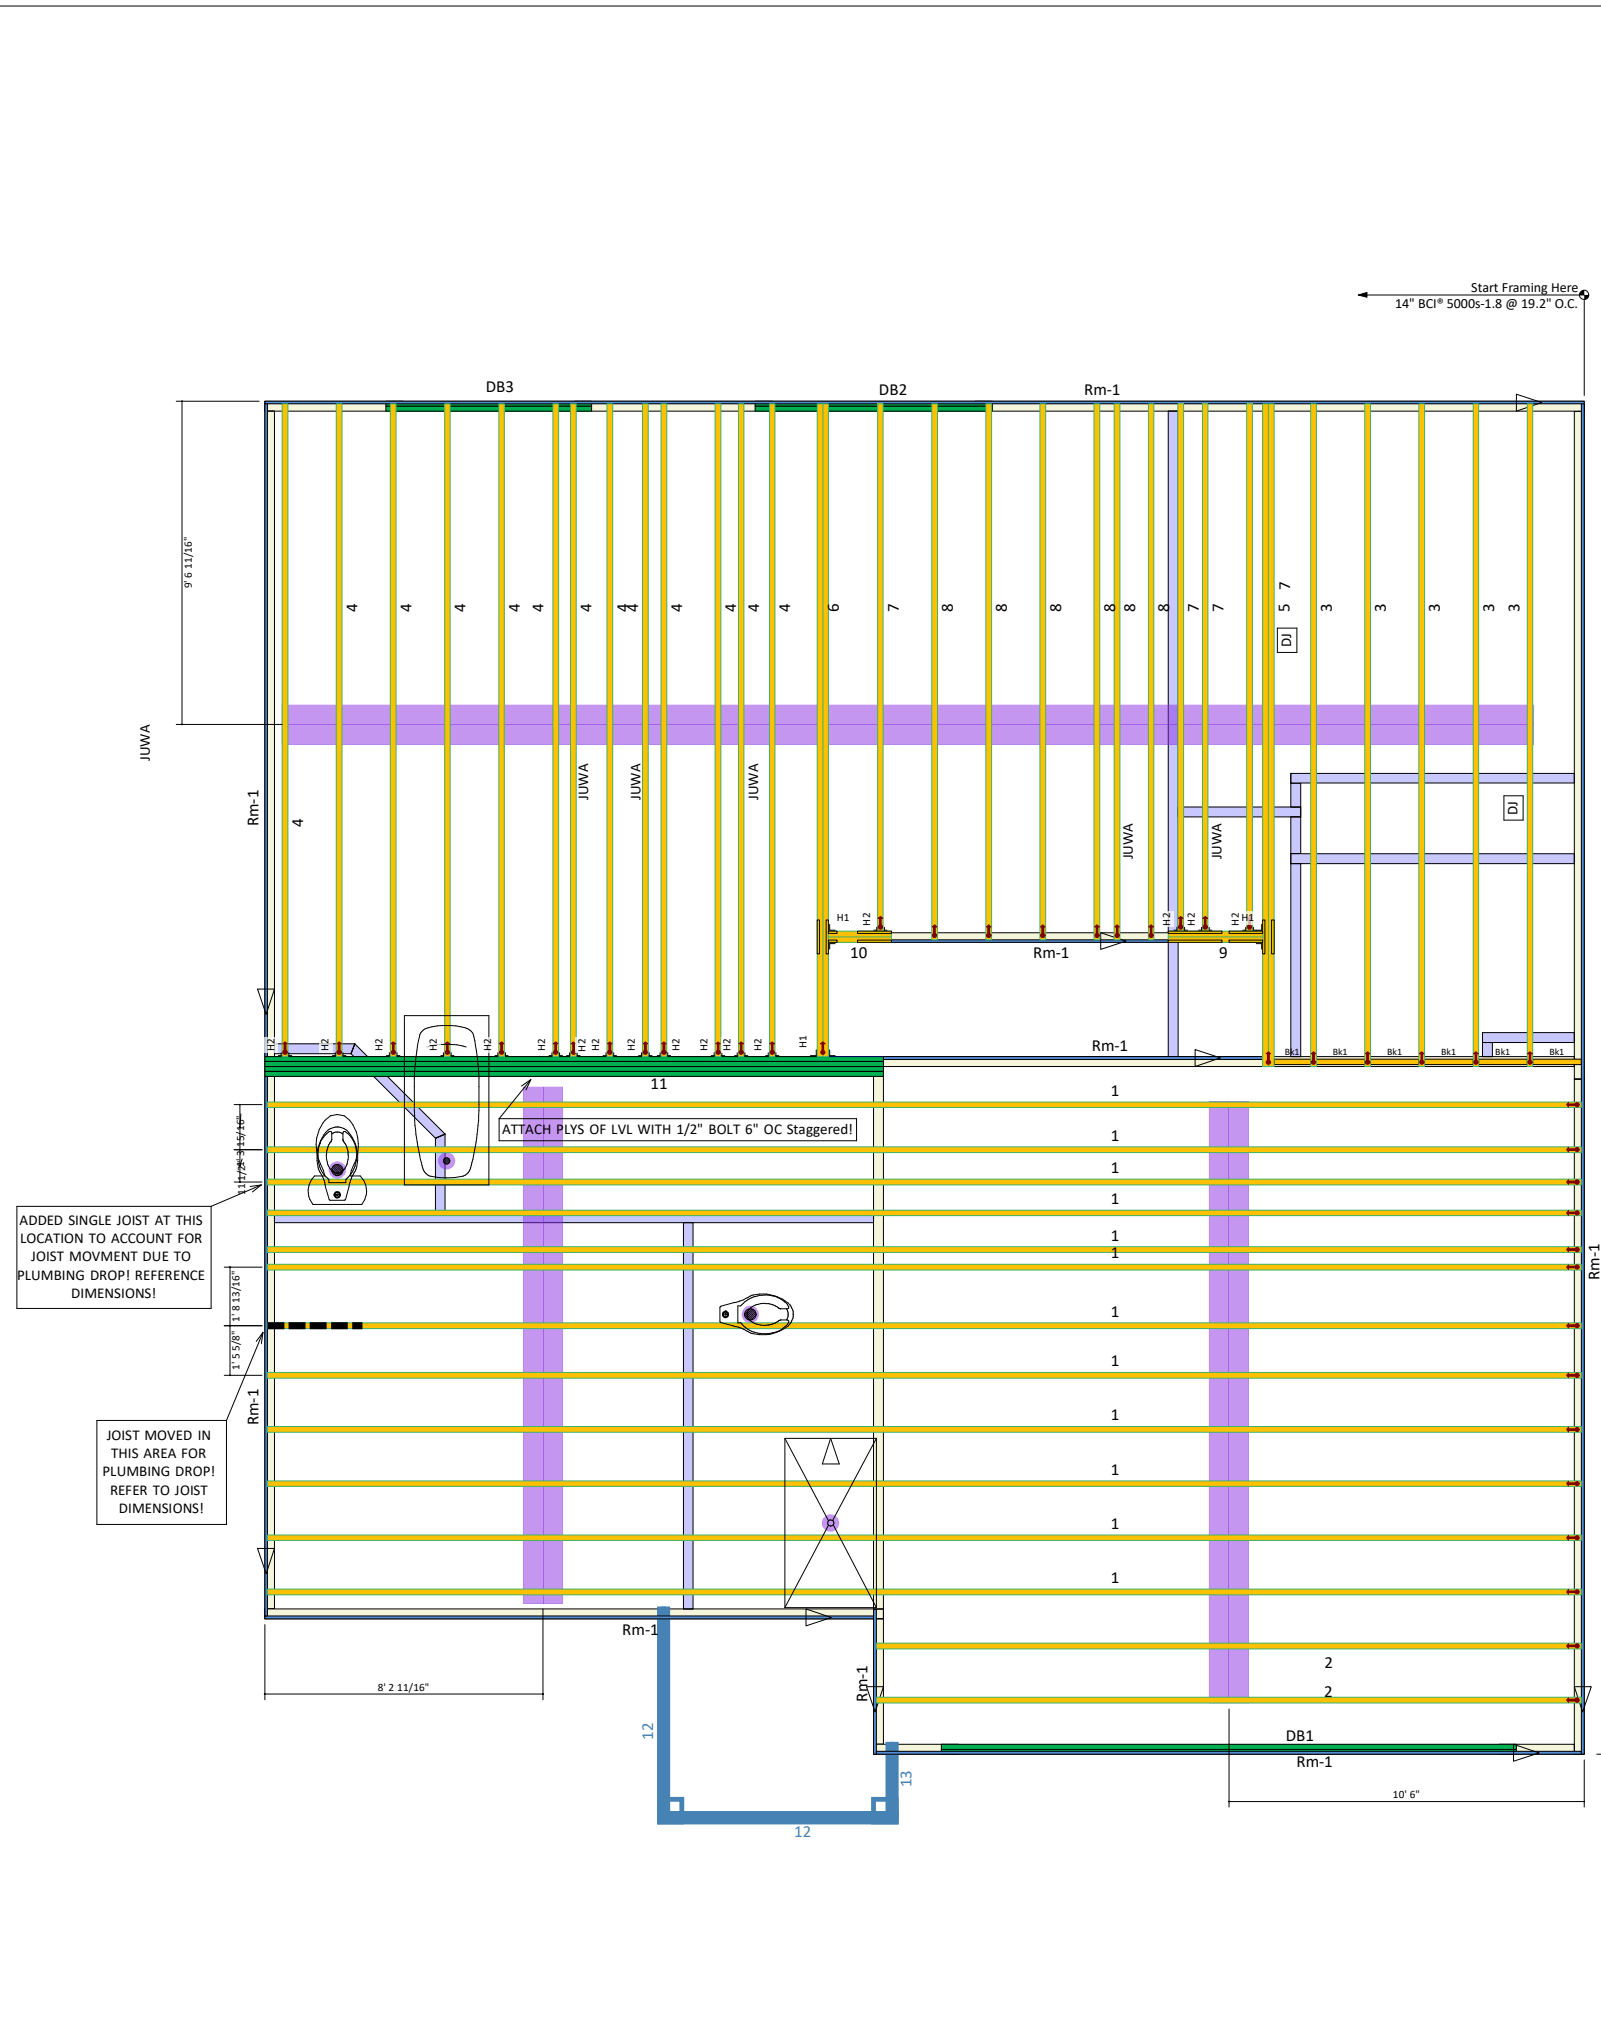 Start Framing Here
14" BCI® 5000s-1.8 @ 19.2" O.C.
DB3
DB2
Rm-1
9' 6 11/16"
4
4
4
4
4
4
4
4
4
4
4
4
6
7
8
8
8
8
8
8
7
7
5
7
3
3
3
3
3
DJ
JUWA
JUWA
JUWA
JUWA
Rm-1
4
DJ
JUWA
JUWA
H1
H2
H2
H2
H2
H1
10
Rm-1
9
H2
H2
H2
H2
H2
H2
H2
H2
H2
H2
H2
H2
H1
Rm-1
Bk1
Bk1
Bk1
Bk1
Bk1
Bk1
11
1
ATTACH PLYS OF LVL WITH 1/2" BOLT 6" OC Staggered!
1
1
1
11 1/2"
ADDED SINGLE JOIST AT THIS
LOCATION TO ACCOUNT FOR
JOIST MOVMENT DUE TO
PLUMBING DROP! REFERENCE
DIMENSIONS!
1
1
Rm-1
1' 8 13/16"
1
1' 5 5/8"
1
Rm-1
JOIST MOVED IN
THIS AREA FOR
PLUMBING DROP!
REFER TO JOIST
DIMENSIONS!
1
1
1
1
Rm-1
Rm-1
2
2
8' 2 11/16"
12
DB1
Rm-1
13
10' 6"
12